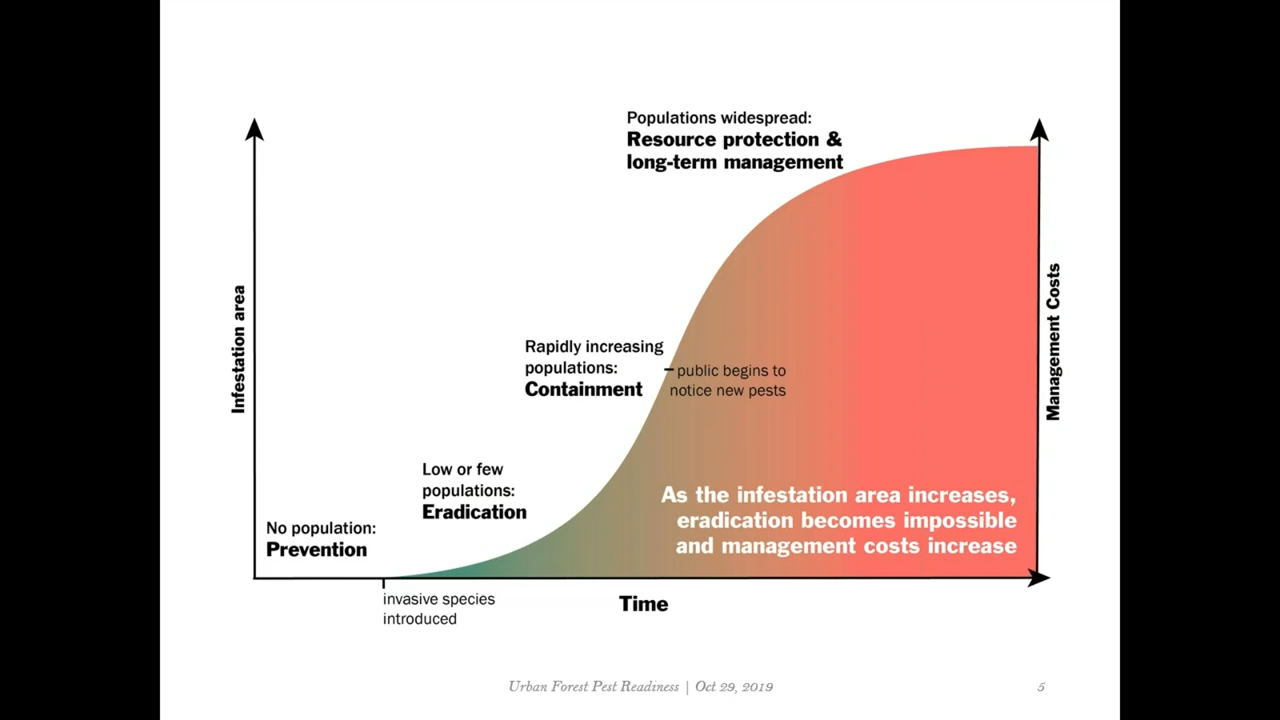 Populations widespread:
Resource protection &
long-term management
Infestation area
Management Costs
Rapidly increasing
populations:
Containment
public begins to
notice new pests
Low or few
populations:
Eradication
As the infestation area increases,
eradication becomes impossible
and management costs increase
No population:
Prevention
invasive species
introduced
Time
Urban Forest Pest Readiness | Oct 29, 2019
5